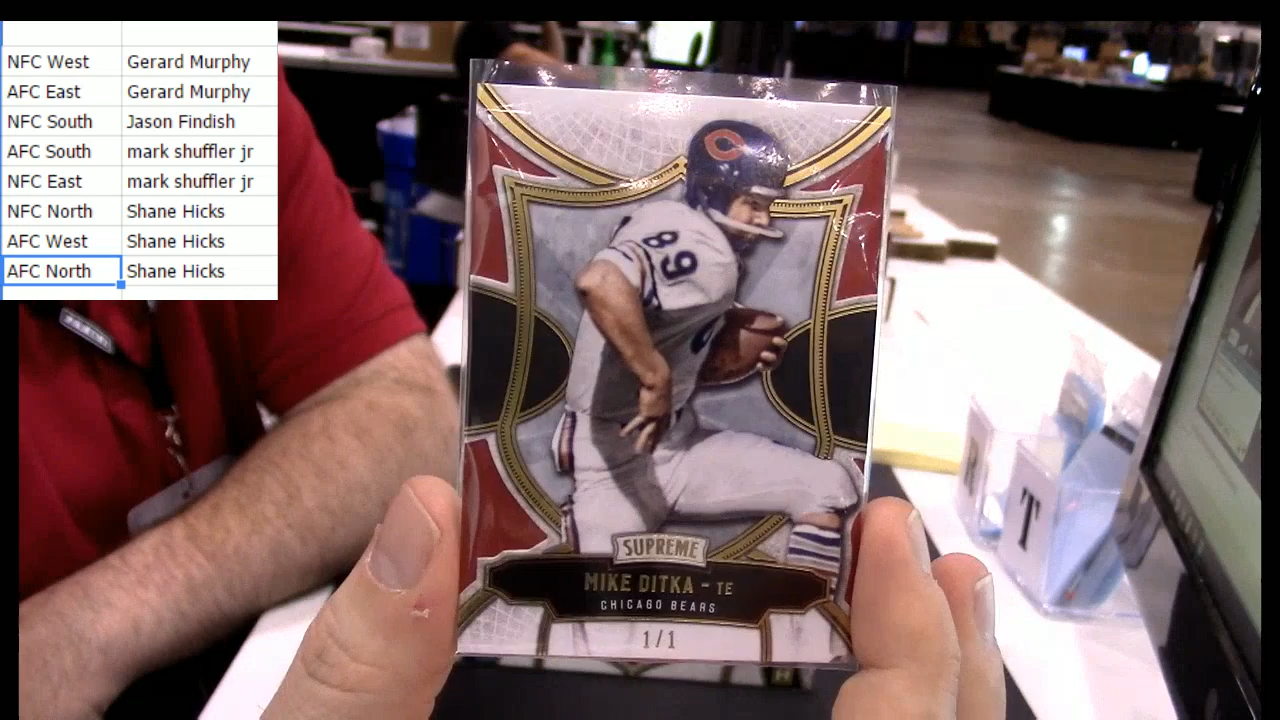 NFC West Gerard Murphy
AFC East Gerard Murphy
NFC South Jason Findish
AFC South mark shuffler jr
NFC East mark shuffler jr
NFC North Shane Hicks
AFC West Shane Hicks
AFC North Shane Hicks
89
SUPREME
MIKE DITKA - TE
CHICAGO BEARS
1/1
T